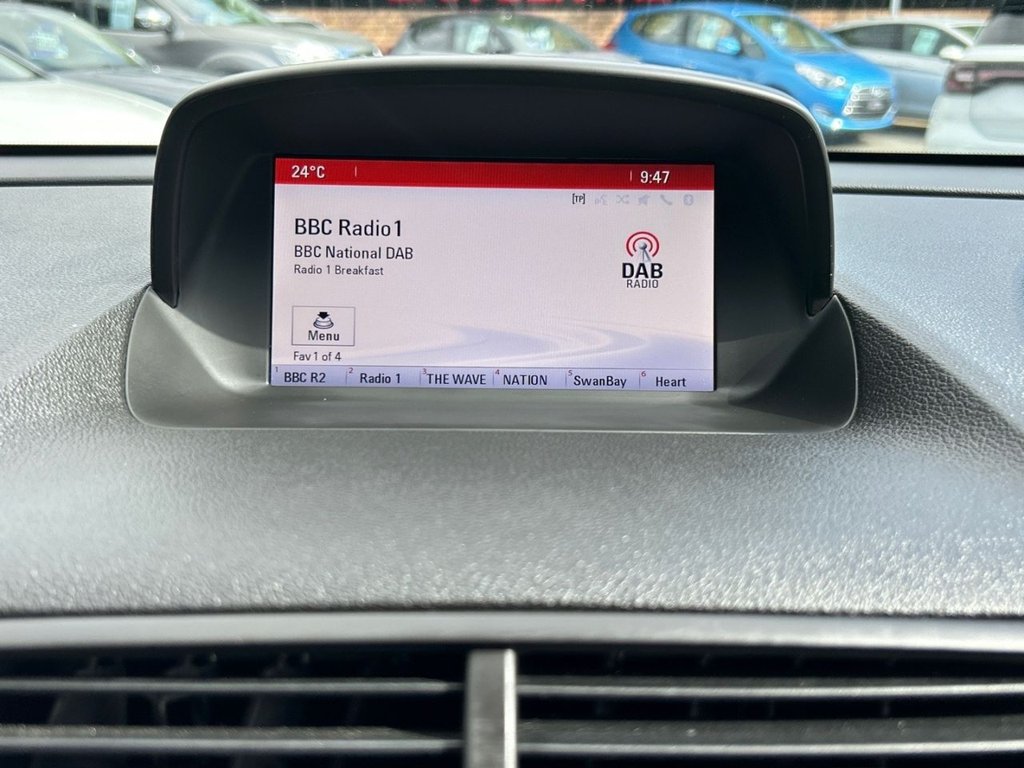 24°C 9:47
[TP]
BBC Radio1
BBC National DAB
Radio 1 Breakfast
DAB
RADIO
Menu
Fav 1 of 4
1 BBC R2 2 Radio 1 3 THE WAVE 4 NATION 5 SwanBay 6 Heart